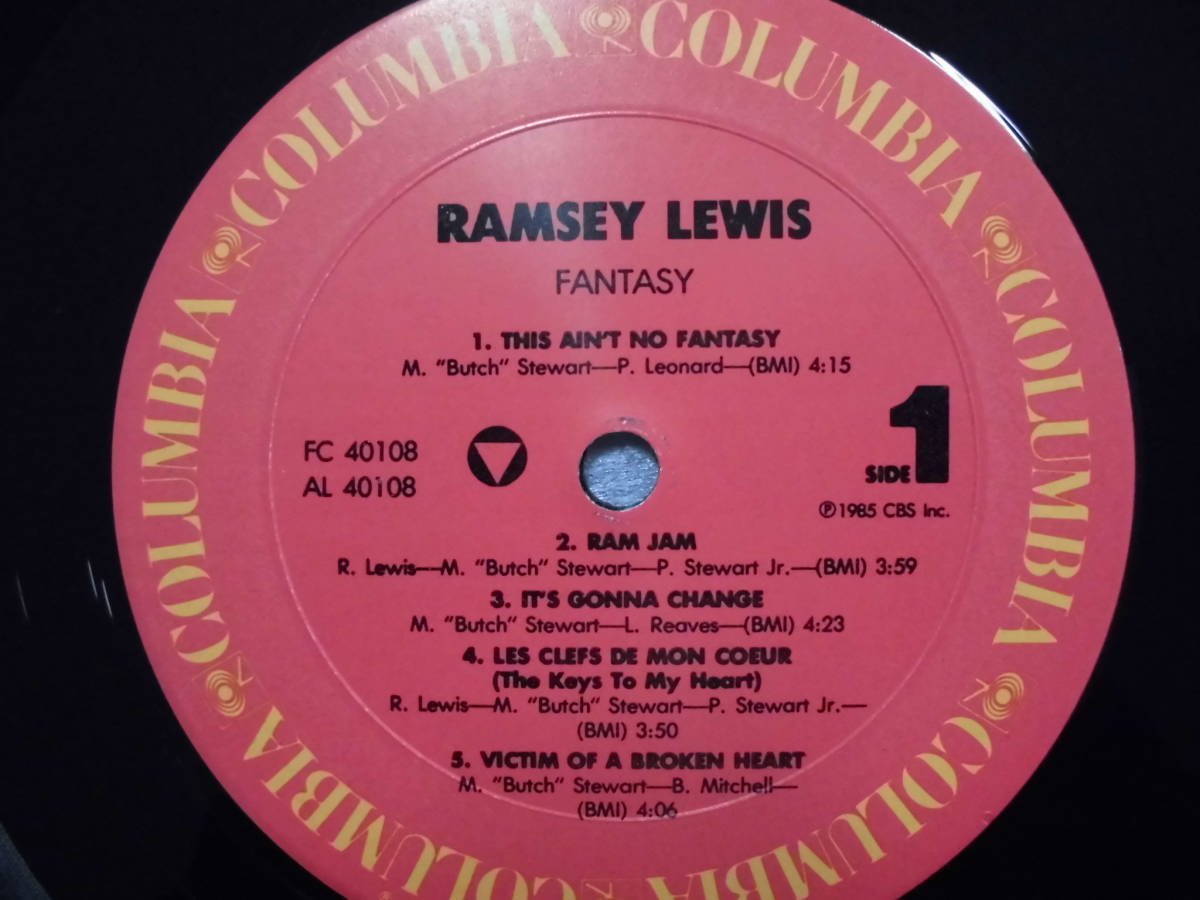 COLUMBIA COLUMBIA COLUMBIA COLUMBIA COLUMBIA COLUMBIA COLUMBIA COLUMBIA
RAMSEY LEWIS
FANTASY
1. THIS AIN'T NO FANTASY
M. "Butch" Stewart—P. Leonard—(BMI) 4:15
FC 40108
AL 40108
SIDE 1
℗1985 CBS Inc.
2. RAM JAM
R. Lewis—M. "Butch" Stewart—P. Stewart Jr.—(BMI) 3:59
3. IT'S GONNA CHANGE
M. "Butch" Stewart—L. Reaves—(BMI) 4:23
4. LES CLEFS DE MON COEUR
(The Keys To My Heart)
R. Lewis—M. "Butch" Stewart—P. Stewart Jr.—
(BMI) 3:50
5. VICTIM OF A BROKEN HEART
M. "Butch" Stewart—B. Mitchell—
(BMI) 4:06